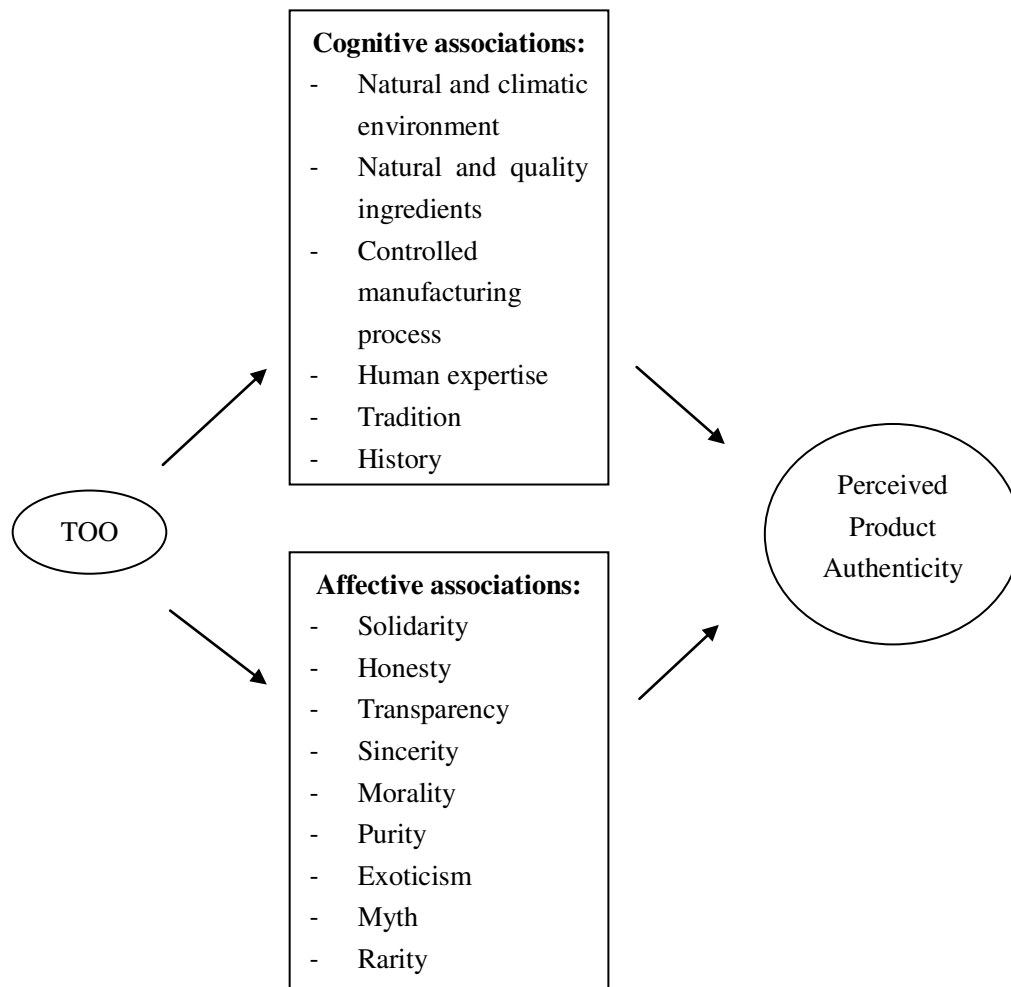 Cognitive associations:
- Natural and climatic
environment
- Natural and quality
ingredients
- Controlled
manufacturing
process
- Human expertise
- Tradition
- History
TOO
Perceived
Product
Authenticity
Affective associations:
- Solidarity
- Honesty
- Transparency
- Sincerity
- Morality
- Purity
- Exoticism
- Myth
- Rarity